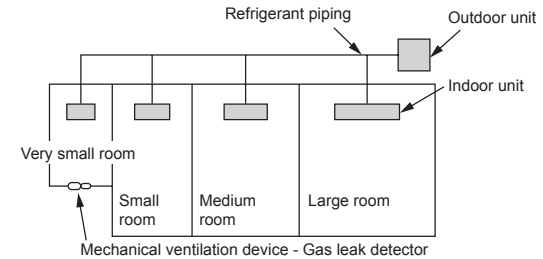 Refrigerant piping
Outdoor unit
Indoor unit
Very small room
Small
room
Medium
room
Large room
Mechanical ventilation device - Gas leak detector